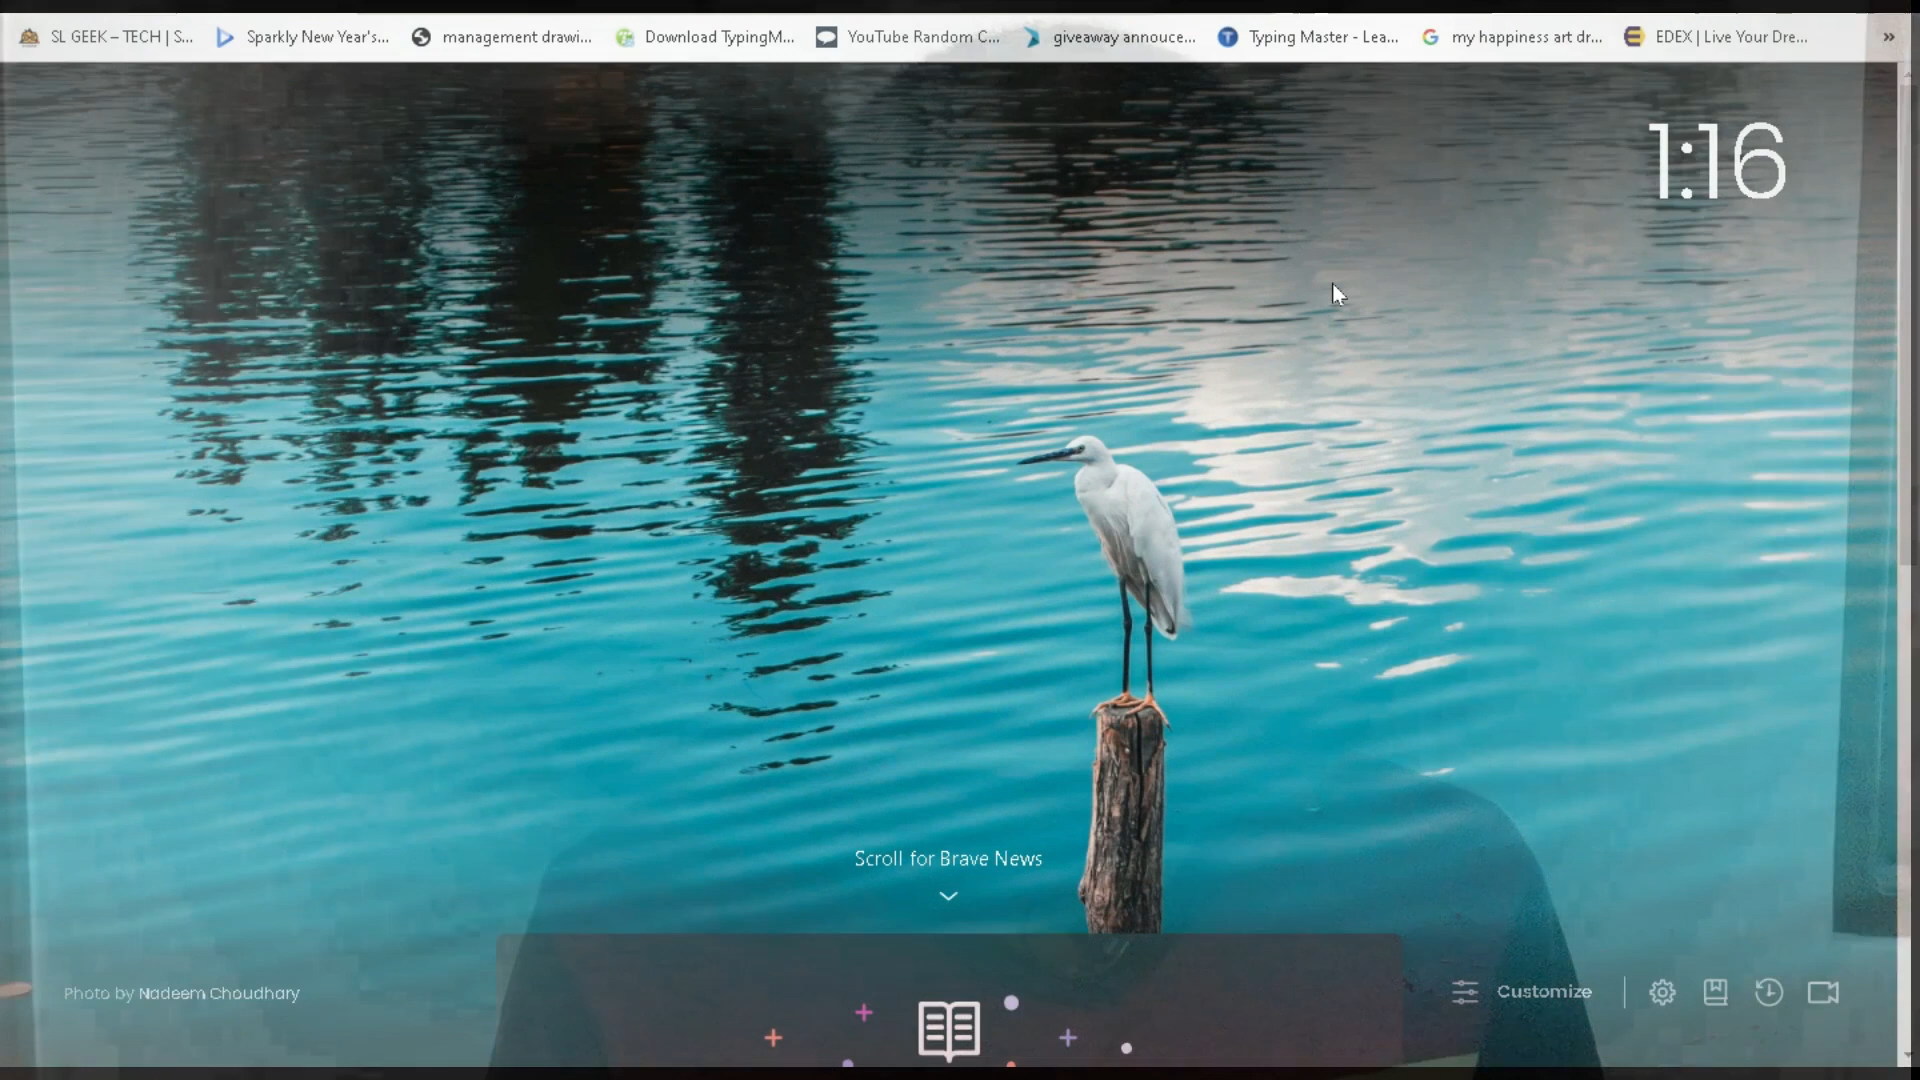 SL GEEK – TECH | S...
Sparkly New Year's...
management drawi...
Download TypingM...
YouTube Random C...
giveaway annouce...
Typing Master - Lea...
my happiness art dr...
EDEX | Live Your Dre...
»
1:16
Scroll for Brave News
Photo by Nadeem Choudhary
Customize